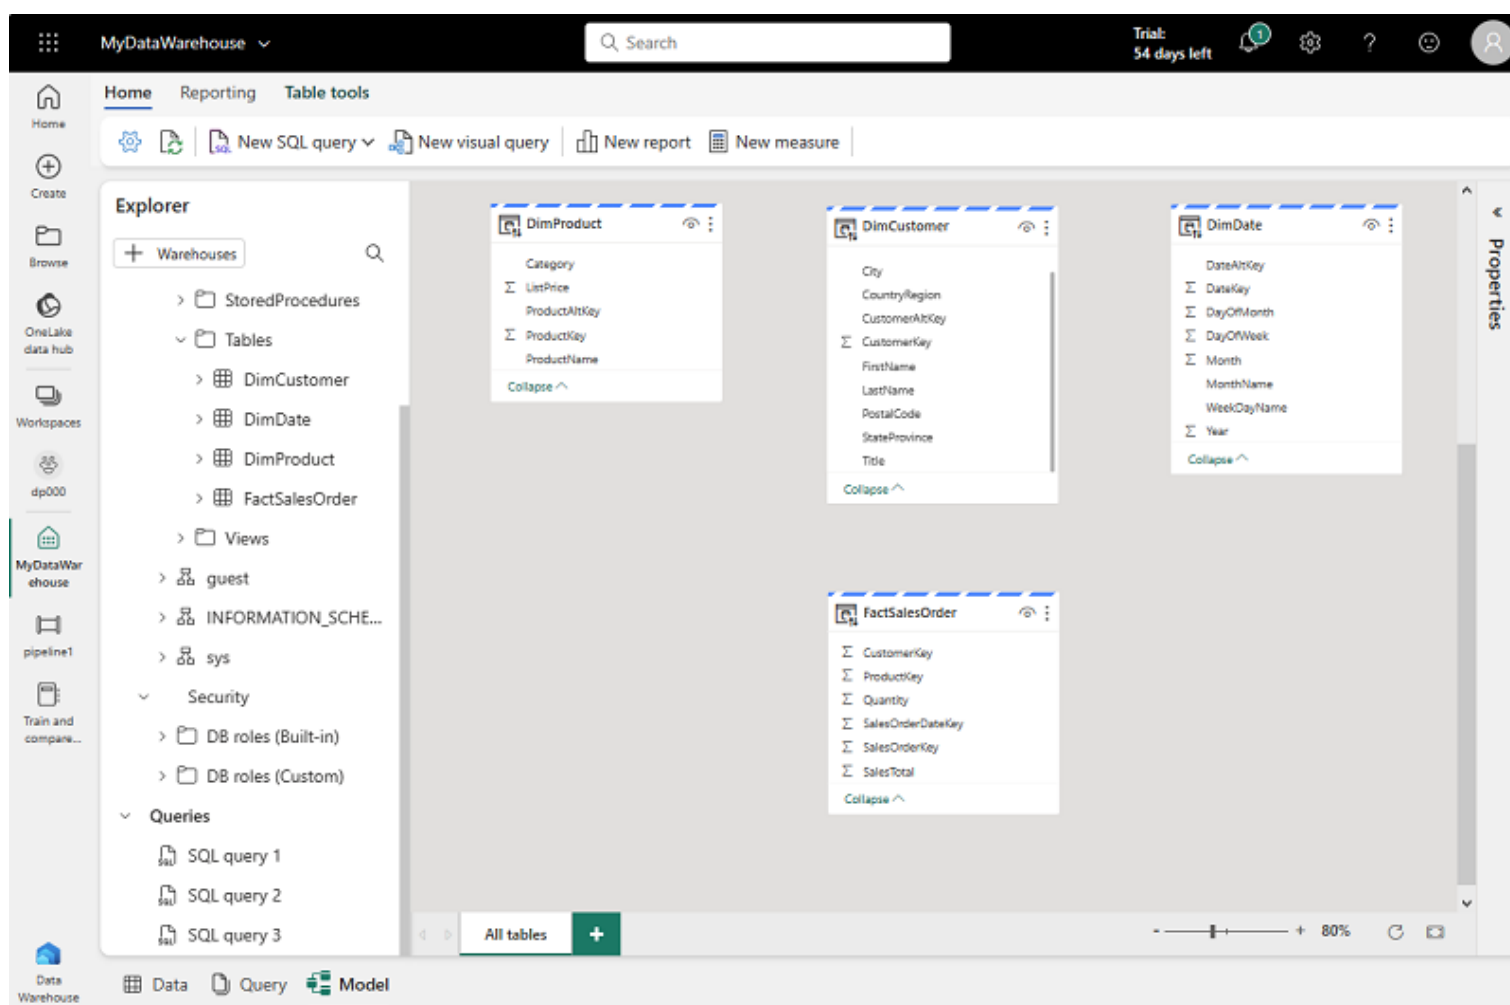 MyDataWarehouse
Search
Trial:
54 days left
1
Home
Reporting
Table tools
New SQL query
New visual query
New report
New measure
Home
Create
Browse
OneLake
data hub
Workspaces
dp000
MyDataWar
ehouse
pipeline1
Train and
compare...
Data
Warehouse
Explorer
+ Warehouses
StoredProcedures
Tables
DimCustomer
DimDate
DimProduct
FactSalesOrder
Views
guest
INFORMATION_SCHE...
sys
Security
DB roles (Built-in)
DB roles (Custom)
Queries
SQL query 1
SQL query 2
SQL query 3
DimProduct
Category
Σ ListPrice
ProductAltKey
Σ ProductKey
ProductName
Collapse
DimCustomer
City
CountryRegion
CustomerAltKey
Σ CustomerKey
FirstName
LastName
PostalCode
StateProvince
Title
Collapse
DimDate
DateAltKey
Σ DateKey
Σ DayOfMonth
Σ DayOfWeek
Σ Month
MonthName
WeekDayName
Σ Year
Collapse
FactSalesOrder
Σ CustomerKey
Σ ProductKey
Σ Quantity
Σ SalesOrderDateKey
Σ SalesOrderKey
Σ SalesTotal
Collapse
Properties
All tables
+
- + 80%
Data
Query
Model